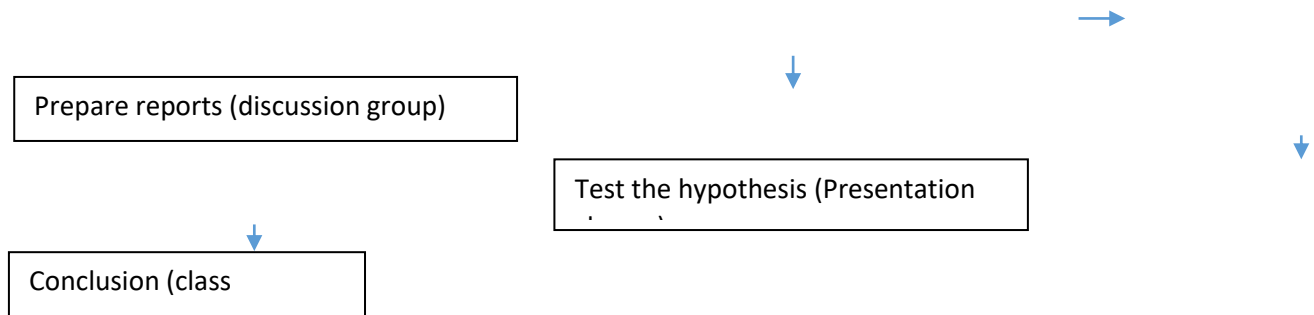 Prepare reports (discussion group)
Test the hypothesis (Presentation
Conclusion (class